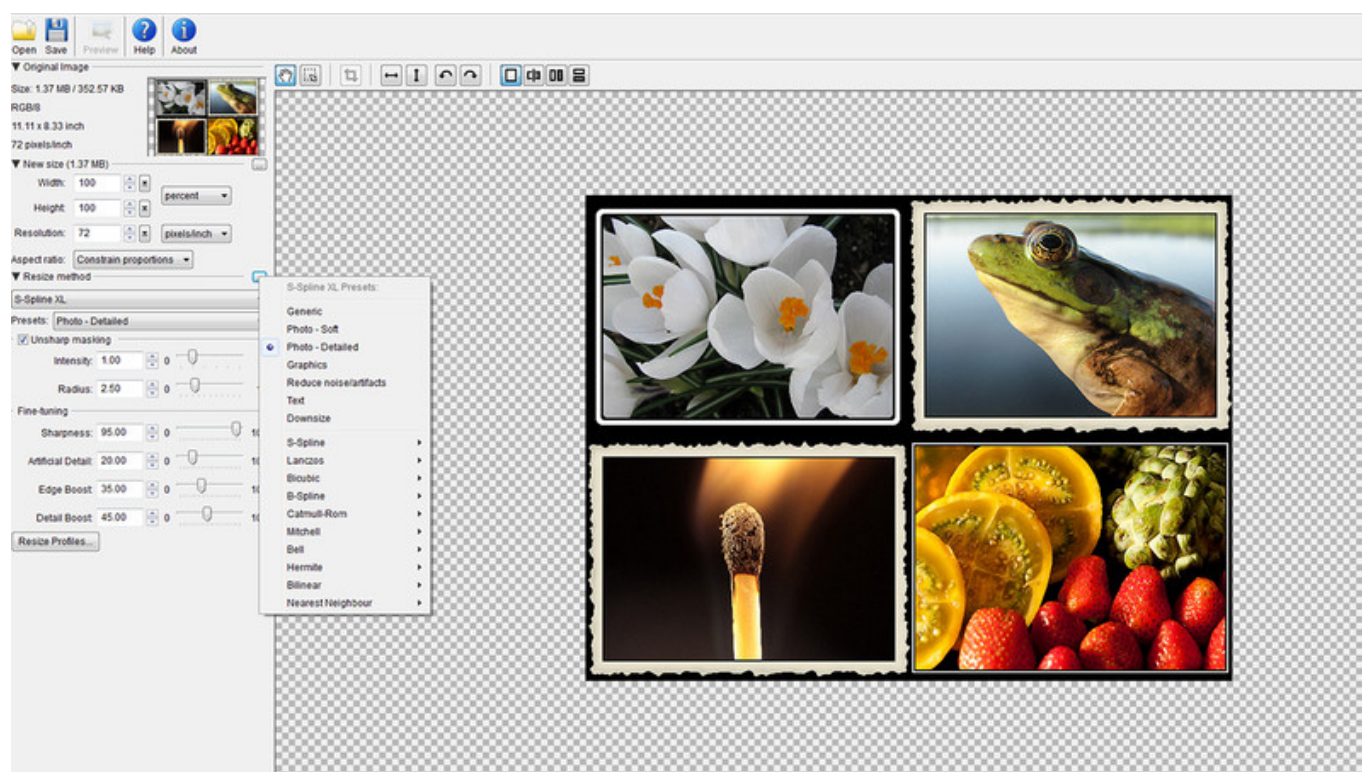 Open Save Preview Help About
▼ Original Image
Size: 1.37 MB / 352.57 KB
RGB/8
11.11 x 8.33 inch
72 pixels/inch
▼ New size (1.37 MB)
Width: 100
percent
Height: 100
Resolution: 72 pixels/inch
Aspect ratio: Constrain proportions
▼ Resize method
S-Spline XL
Presets: Photo - Detailed
Unsharp masking
Intensity: 1.00 0
Radius: 2.50 0
Fine-tuning
Sharpness: 95.00 0
Artificial Detail: 20.00 0
Edge Boost: 35.00 0
Detail Boost: 45.00 0
Resize Profiles...
S-Spline XL Presets:
Generic
Photo - Soft
Photo - Detailed
Graphics
Reduce noise/artifacts
Text
Downsize
S-Spline
Lanczos
Bicubic
B-Spline
Catmull-Rom
Mitchell
Bell
Hermite
Bilinear
Nearest Neighbour